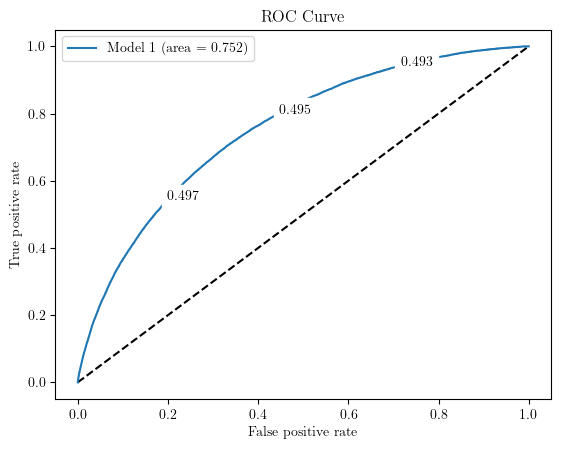 ROC Curve
Model 1 (area = 0.752)
1.0
0.8
0.6
0.4
0.2
0.0
True positive rate
0.493
0.495
0.497
0.0 0.2 0.4 0.6 0.8 1.0
False positive rate